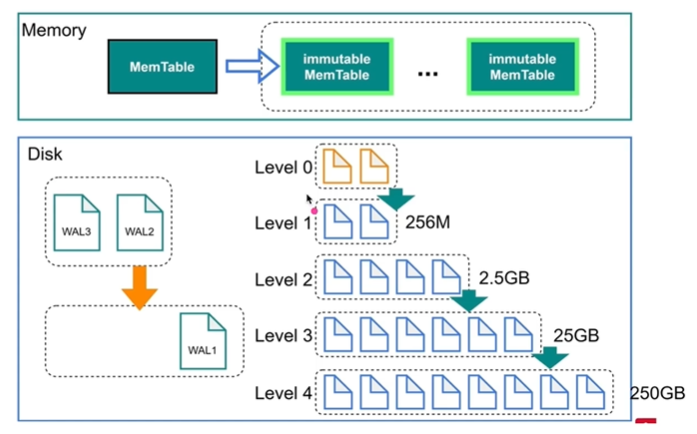 Memory
MemTable
immutable
MemTable
...
immutable
MemTable
Disk
WAL3
WAL2
WAL1
Level 0
Level 1
256M
Level 2
2.5GB
Level 3
25GB
Level 4
250GB